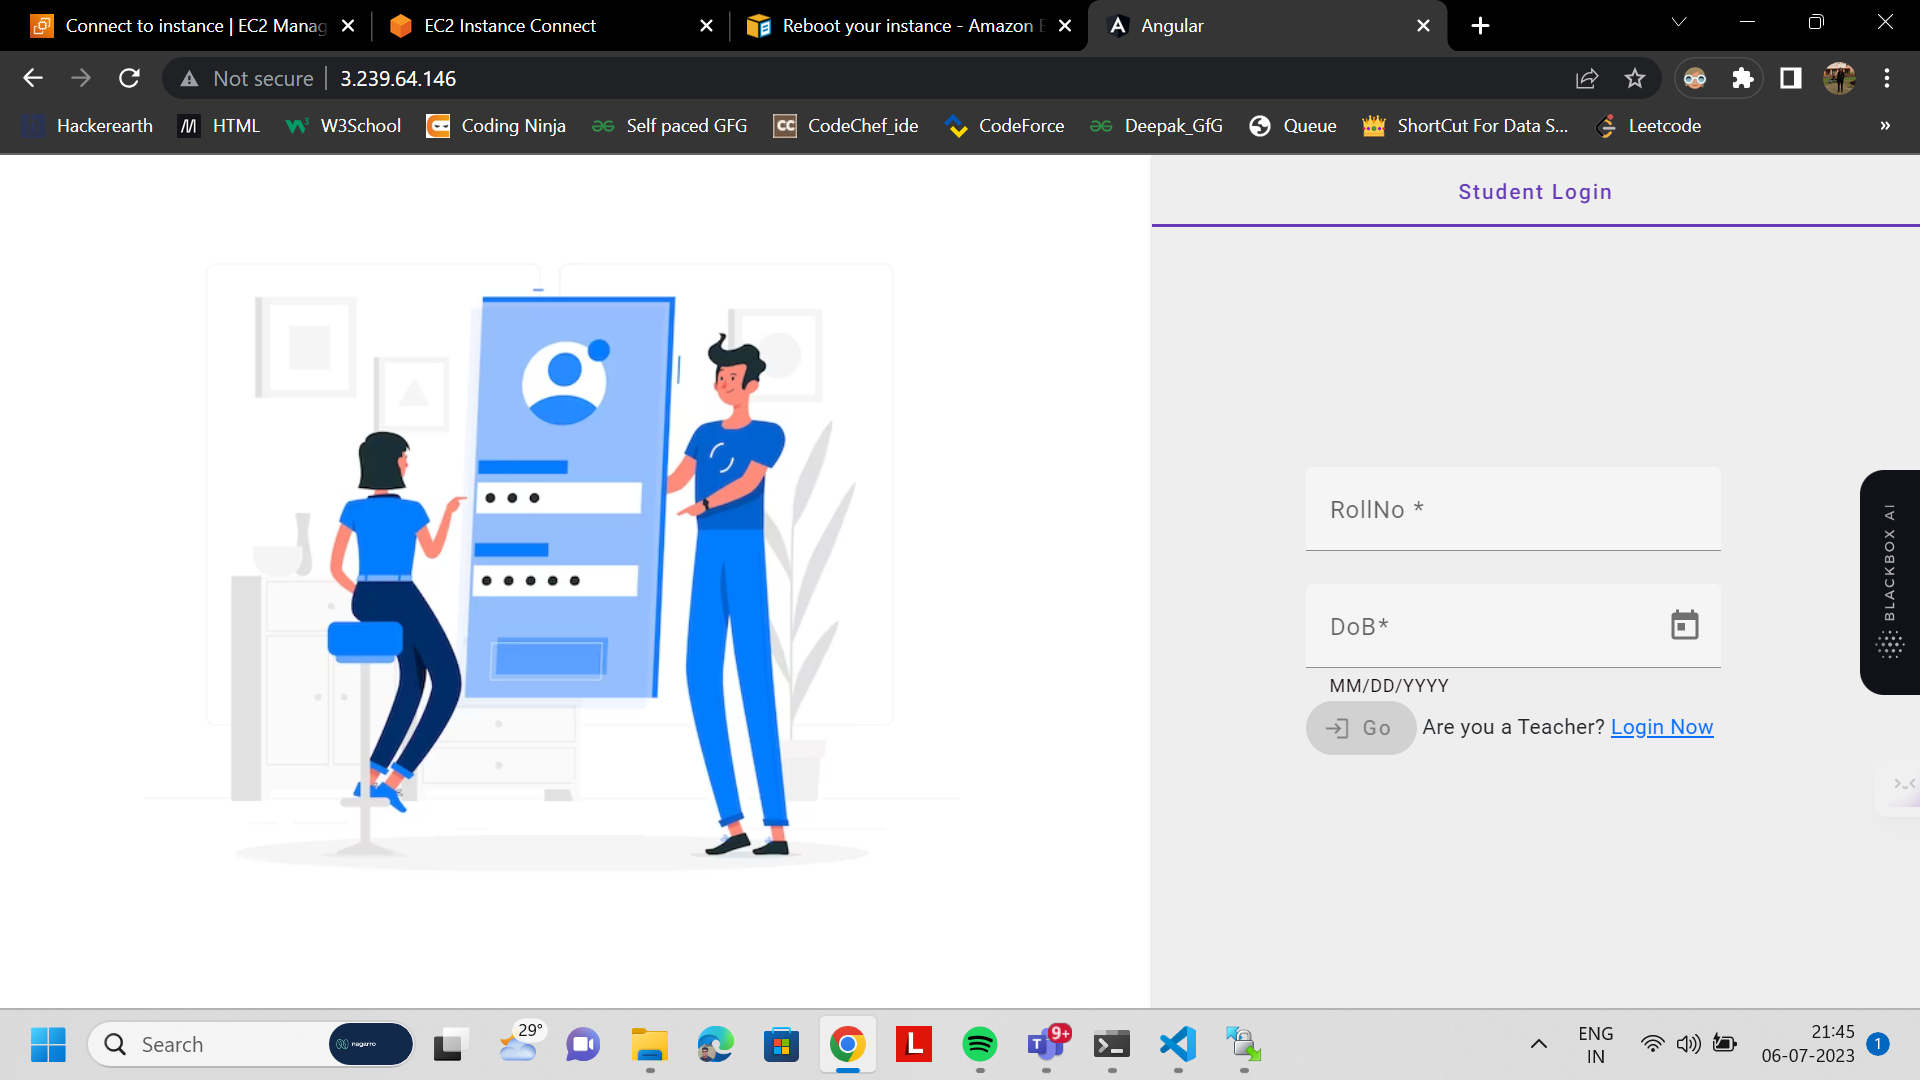 Connect to instance | EC2 Manag
EC2 Instance Connect
Reboot your instance - Amazon E
Angular
Not secure
3.239.64.146
Hackerearth
HTML
W3School
Coding Ninja
Self paced GFG
CodeChef_ide
CodeForce
Deepak_GfG
Queue
ShortCut For Data S...
Leetcode
»
Student Login
RollNo *
DoB*
MM/DD/YYYY
Go
Are you a Teacher? Login Now
BLACKBOX AI
Search
nagarro
29°
9+
ENG
IN
21:45
06-07-2023
1